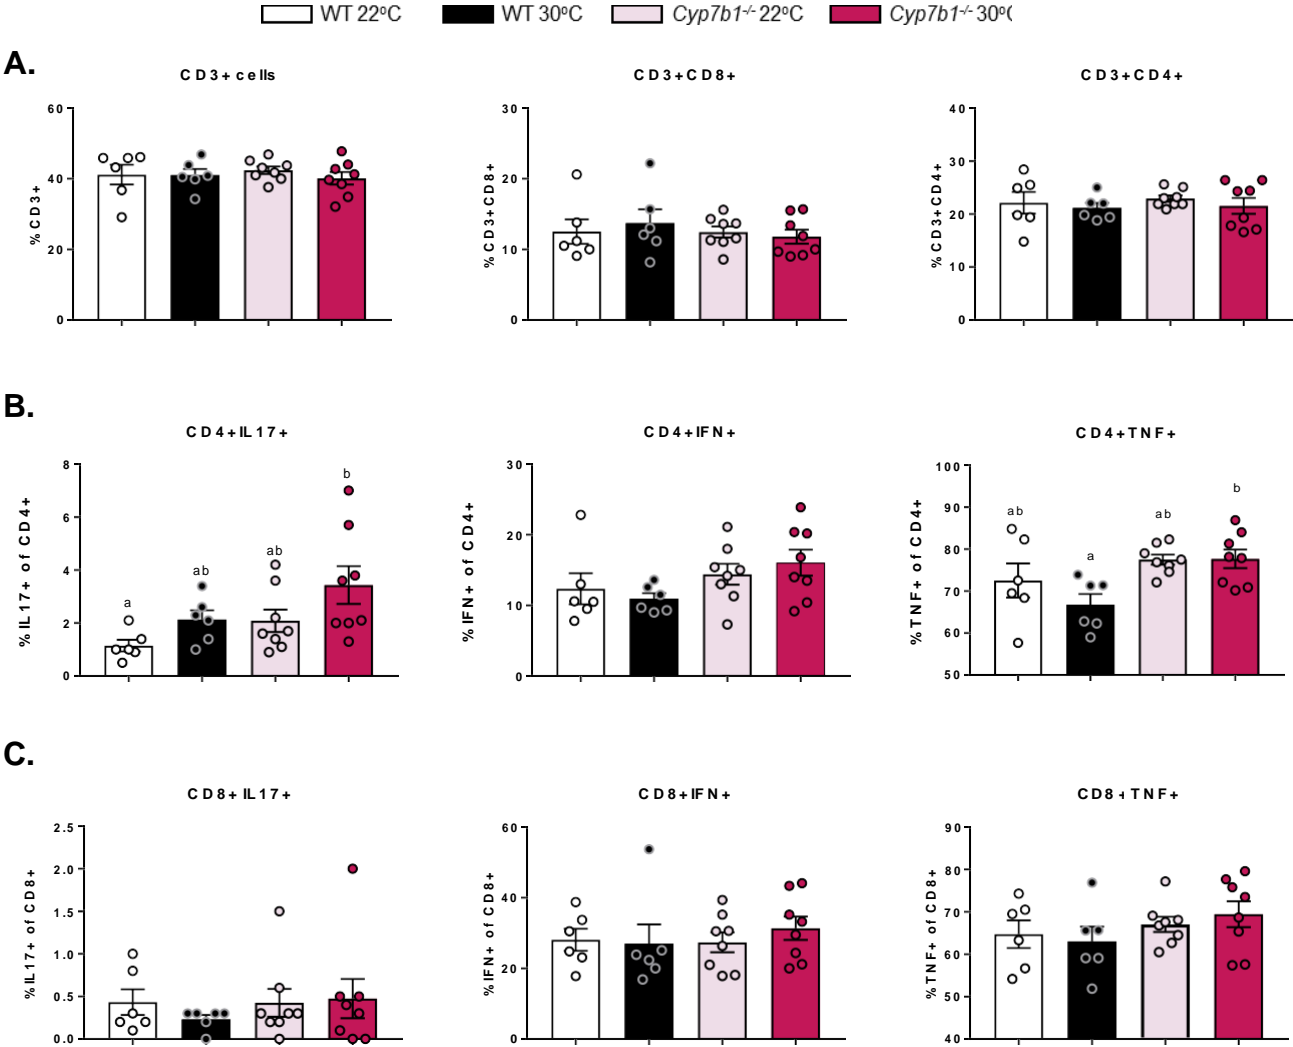 WT 22ºC WT 30ºC Cyp7b1-/- 22ºC Cyp7b1-/- 30º(
A.
CD3+ cells CD3+CD8+ CD3+CD4+
% CD3+
60
40
20
0
% CD3+CD8+
30
20
10
0
% CD3+CD4+
40
30
20
10
0
B.
CD4+IL17+ CD4+IFN+ CD4+TNF+
% IL17+ of CD4+
8
6
4
2
0
a ab ab b
% IFN+ of CD4+
30
20
10
0
% TNF+ of CD4+
100
90
80
70
60
50
ab a ab b
C.
CD8+ IL17+ CD8+IFN+ CD8+ TNF+
% IL17+ of CD8+
2.5
2.0
1.5
1.0
0.5
0.0
% IFN+ of CD8+
60
40
20
0
% TNF+ of CD8+
90
80
70
60
50
40